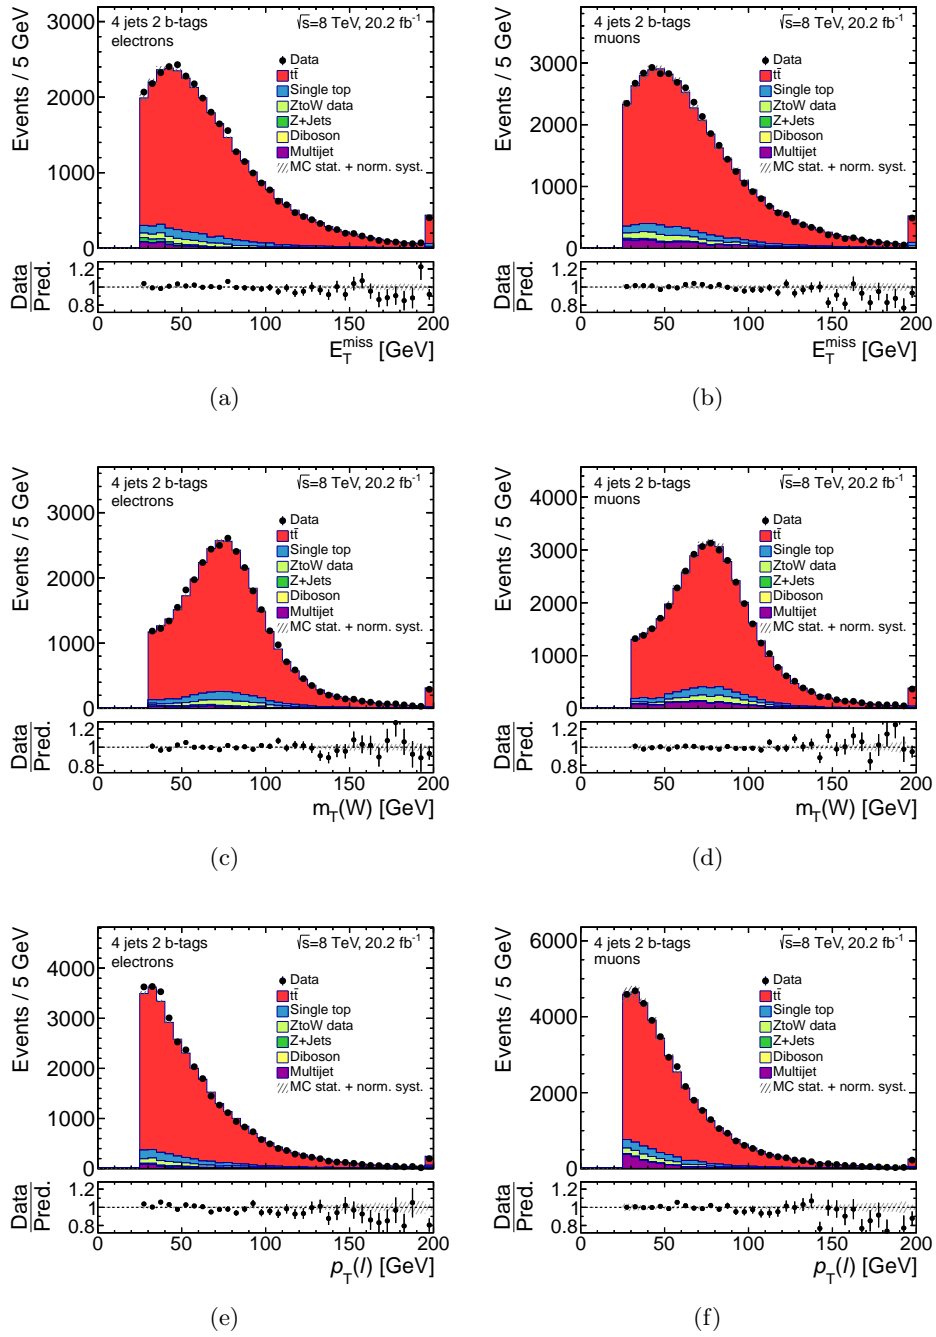 4 jets 2 b-tags √s=8 TeV, 20.2 fb⁻¹
electrons
Data
tt̄
Single top
ZtoW data
Z+Jets
Diboson
Multijet
MC stat. + norm. syst.
Events / 5 GeV
3000
2000
1000
0
Data
Pred.
1.2
1
0.8
0 50 100 150 200
E_T^miss [GeV]
(a)
4 jets 2 b-tags √s=8 TeV, 20.2 fb⁻¹
muons
Data
tt̄
Single top
ZtoW data
Z+Jets
Diboson
Multijet
MC stat. + norm. syst.
Events / 5 GeV
3000
2000
1000
0
Data
Pred.
1.2
1
0.8
0 50 100 150 200
E_T^miss [GeV]
(b)
4 jets 2 b-tags √s=8 TeV, 20.2 fb⁻¹
electrons
Data
tt̄
Single top
ZtoW data
Z+Jets
Diboson
Multijet
MC stat. + norm. syst.
Events / 5 GeV
3000
2000
1000
0
Data
Pred.
1.2
1
0.8
0 50 100 150 200
m_T(W) [GeV]
(c)
4 jets 2 b-tags √s=8 TeV, 20.2 fb⁻¹
muons
Data
tt̄
Single top
ZtoW data
Z+Jets
Diboson
Multijet
MC stat. + norm. syst.
Events / 5 GeV
4000
3000
2000
1000
0
Data
Pred.
1.2
1
0.8
0 50 100 150 200
m_T(W) [GeV]
(d)
4 jets 2 b-tags √s=8 TeV, 20.2 fb⁻¹
electrons
Data
tt̄
Single top
ZtoW data
Z+Jets
Diboson
Multijet
MC stat. + norm. syst.
Events / 5 GeV
4000
3000
2000
1000
0
Data
Pred.
1.2
1
0.8
0 50 100 150 200
p_T(l) [GeV]
(e)
4 jets 2 b-tags √s=8 TeV, 20.2 fb⁻¹
muons
Data
tt̄
Single top
ZtoW data
Z+Jets
Diboson
Multijet
MC stat. + norm. syst.
Events / 5 GeV
6000
4000
2000
0
Data
Pred.
1.2
1
0.8
0 50 100 150 200
p_T(l) [GeV]
(f)